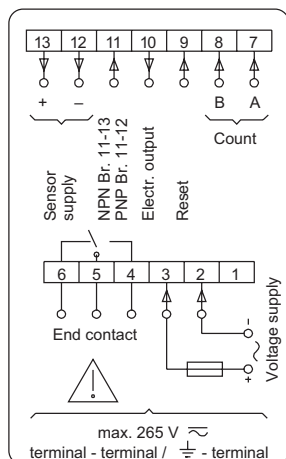 13 12 11 10 9 8 7
+ – B A
Count
Sensor supply
NPN Br. 11-13
PNP Br. 11-12
Electr. output
Reset
6 5 4 3 2 1
End contact
- ~ +
Voltage supply
!
max. 265 V ⎓~
terminal - terminal / ⏚ - terminal